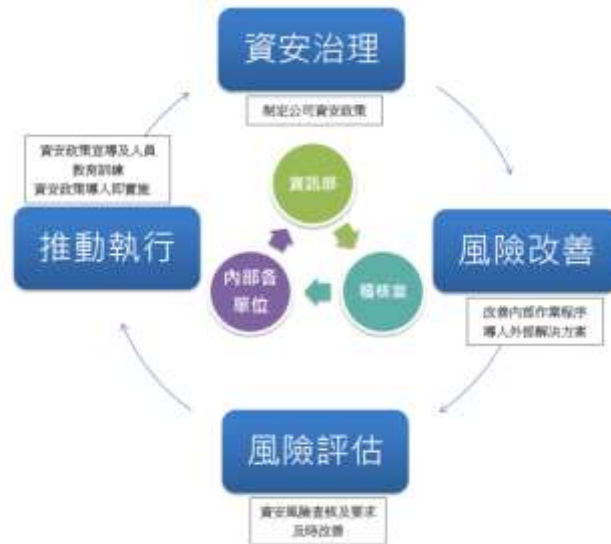 資安治理
制定公司資安政策
資安政策宣導及人員
教育訓練
資安政策導入即實施
推動執行
資訊部
內部各
單位
稽核室
風險改善
改善內部作業程序
導入外部解決方案
風險評估
資安風險查核及要求
及時改善